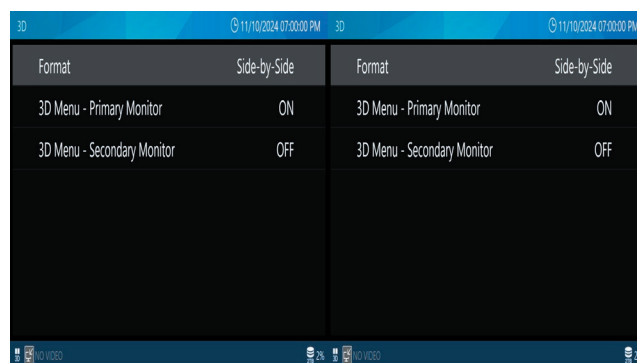 3D 11/10/2024 07:00:00 PM
Format Side-by-Side
3D Menu - Primary Monitor ON
3D Menu - Secondary Monitor OFF
3D NO VIDEO 2%
3D 11/10/2024 07:00:00 PM
Format Side-by-Side
3D Menu - Primary Monitor ON
3D Menu - Secondary Monitor OFF
3D NO VIDEO